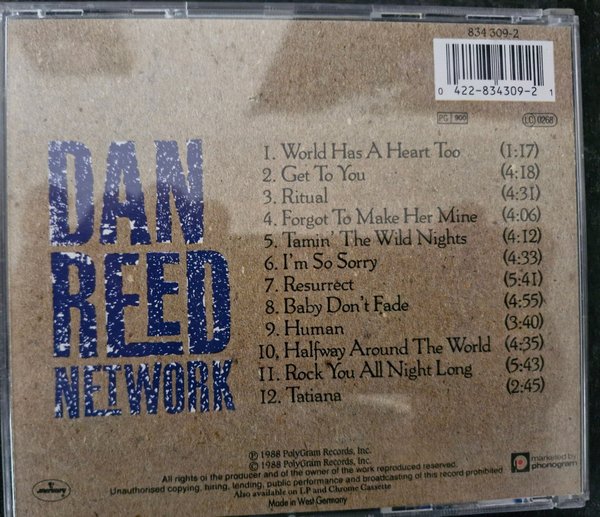 834 309-2
0 422-834309-2 1
PG 900
LC 0268
DAN
REED
NETWORK
1. World Has A Heart Too (1:17)
2. Get To You (4:18)
3. Ritual (4:31)
4. Forgot To Make Her Mine (4:06)
5. Tamin' The Wild Nights (4:12)
6. I'm So Sorry (4:33)
7. Resurrect (5:41)
8. Baby Don't Fade (4:55)
9. Human (3:40)
10. Halfway Around The World (4:35)
11. Rock You All Night Long (5:43)
12. Tatiana (2:45)
℗ 1988 PolyGram Records, Inc.
© 1988 PolyGram Records, Inc.
All rights of the producer and of the owner of the work reproduced reserved.
Unauthorised copying, hiring, lending, public performance and broadcasting of this record prohibited
Also available on LP and Chrome Cassette
Made in West Germany
mercury
marketed by
phonogram